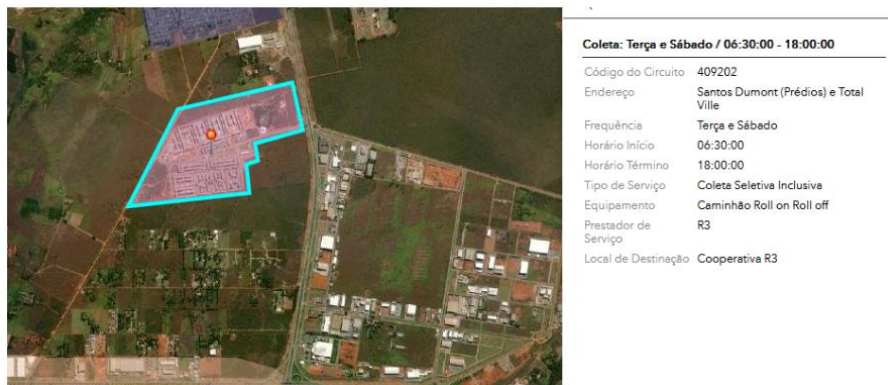 Coleta: Terça e Sábado / 06:30:00 - 18:00:00
Código do Circuito 409202
Endereço Santos Dumont (Prédios) e Total
Ville
Frequência Terça e Sábado
Horário Início 06:30:00
Horário Término 18:00:00
Tipo de Serviço Coleta Seletiva Inclusiva
Equipamento Caminhão Roll on Roll off
Prestador de R3
Serviço
Local de Destinação Cooperativa R3